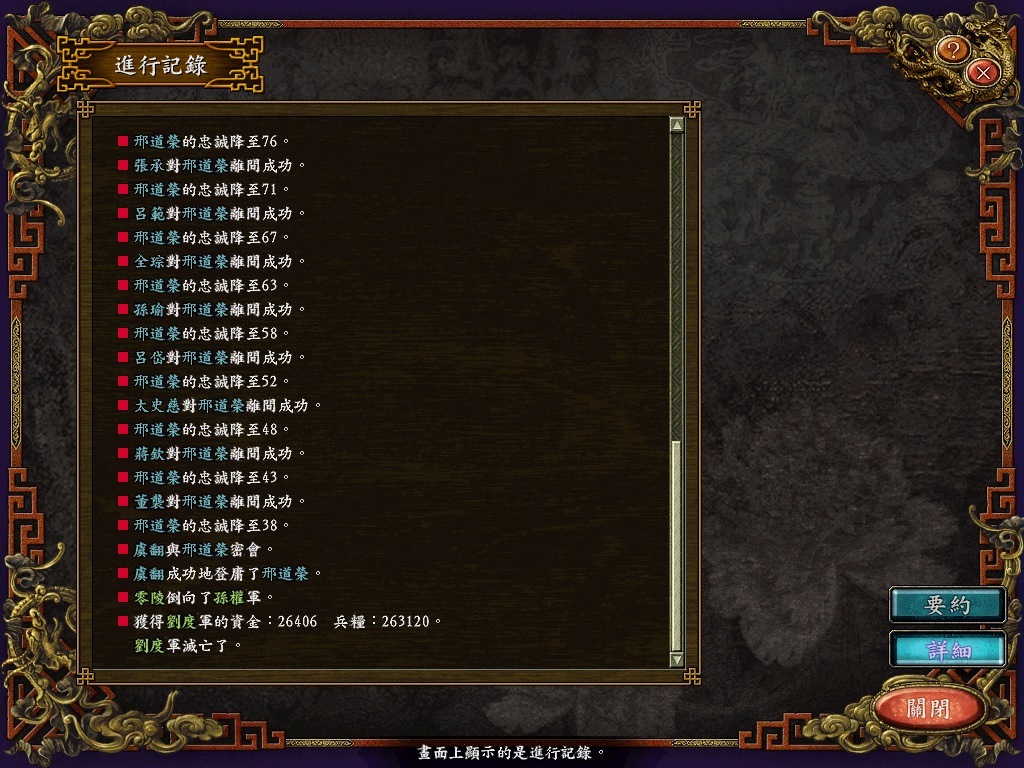 進行記錄
?
邢道榮的忠誠降至76。
張承對邢道榮離間成功。
邢道榮的忠誠降至71。
呂範對邢道榮離間成功。
邢道榮的忠誠降至67。
全琮對邢道榮離間成功。
邢道榮的忠誠降至63。
孫瑜對邢道榮離間成功。
邢道榮的忠誠降至58。
呂岱對邢道榮離間成功。
邢道榮的忠誠降至52。
太史慈對邢道榮離間成功。
邢道榮的忠誠降至48。
蔣欽對邢道榮離間成功。
邢道榮的忠誠降至43。
董襲對邢道榮離間成功。
邢道榮的忠誠降至38。
虞翻與邢道榮密會。
虞翻成功地登庸了邢道榮。
零陵倒向了孫權軍。
獲得劉度軍的資金：26406　兵糧：263120。
劉度軍滅亡了。
要約
詳細
關閉
畫面上顯示的是進行記錄。